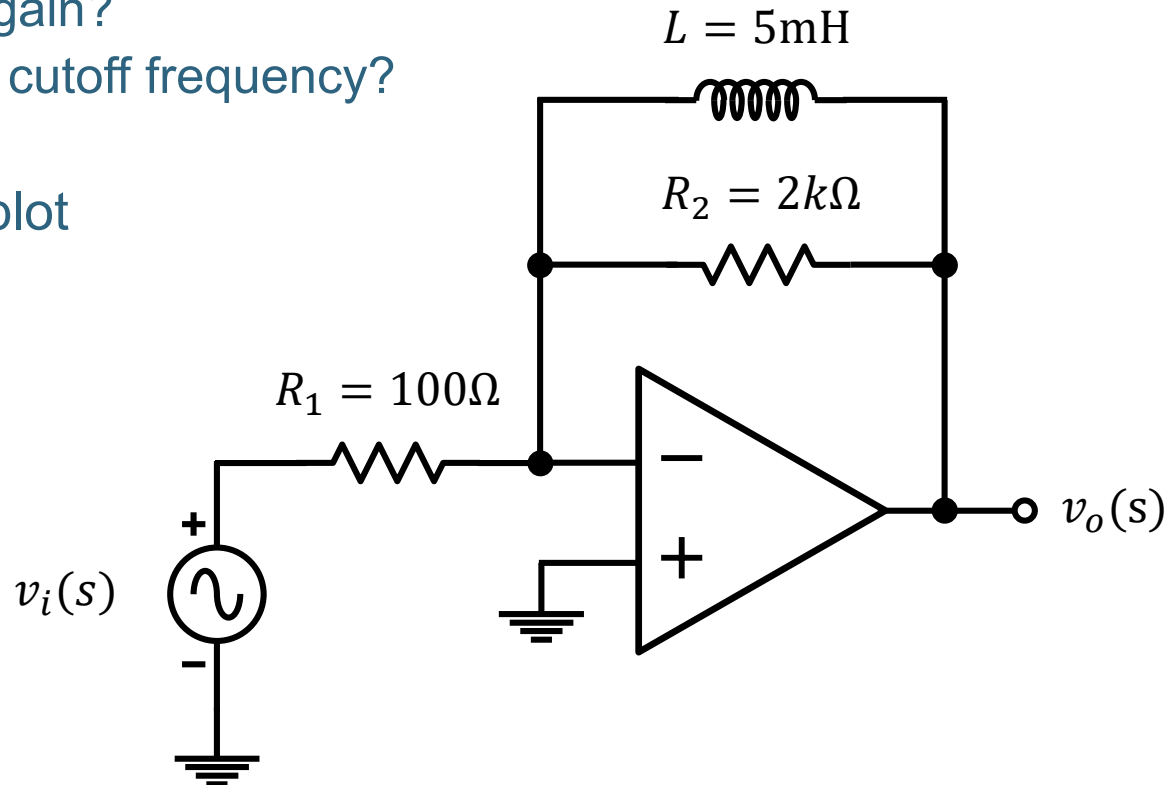 gain?
cutoff frequency?
plot
L = 5mH
R₂ = 2kΩ
R₁ = 100Ω
−
+
vₒ(s)
+
vᵢ(s)
−